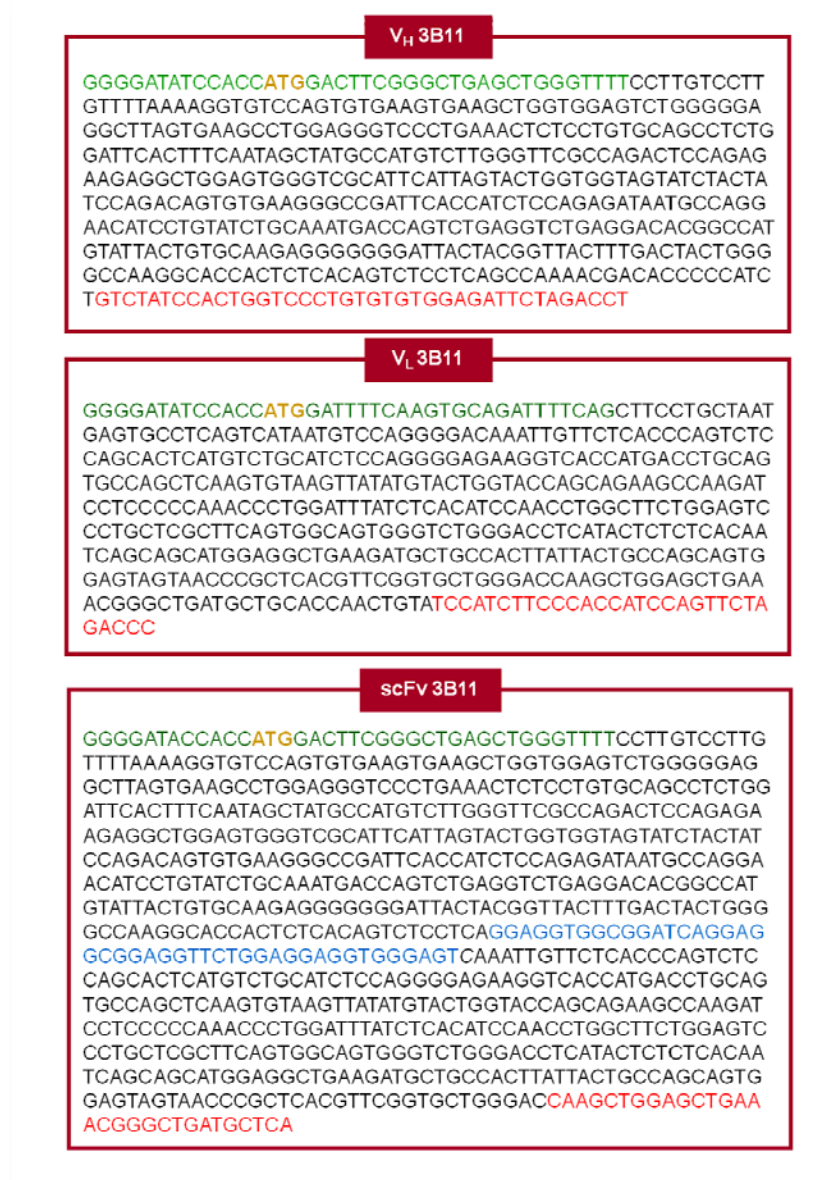 VH 3B11
GGGGATATCCACCATGGACTTCGGGCTGAGCTGGGTTTTCCTTGTCCTT
GTTTTAAAAGGTGTCCAGTGTGAAGTGAAGCTGGTGGAGTCTGGGGGA
GGCTTAGTGAAGCCTGGAGGGTCCCTGAAACTCTCCTGTGCAGCCTCTG
GATTCACTTTCAATAGCTATGCCATGTCTTGGGTTCGCCAGACTCCAGAG
AAGAGGCTGGAGTGGGTCGCATTCATTAGTACTGGTGGTAGTATCTACTA
TCCAGACAGTGTGAAGGGCCGATTCACCATCTCCAGAGATAATGCCAGG
AACATCCTGTATCTGCAAATGACCAGTCTGAGGTCTGAGGACACGGCCAT
GTATTACTGTGCAAGAGGGGGGGATTACTACGGTTACTTTGACTACTGGG
GCCAAGGCACCACTCTCACAGTCTCCTCAGCCAAAACGACACCCCCATC
TGTCTATCCACTGGTCCCTGTGTGTGGAGATTCTAGACCT
VL 3B11
GGGGATATCCACCATGGATTTTCAAGTGCAGATTTTCAGCTTCCTGCTAAT
GAGTGCCTCAGTCATAATGTCCAGGGGACAAATTGTTCTCACCCAGTCTC
CAGCACTCATGTCTGCATCTCCAGGGGAGAAGGTCACCATGACCTGCAG
TGCCAGCTCAAGTGTAAGTTATATGTACTGGTACCAGCAGAAGCCAAGAT
CCTCCCCCAAACCCTGGATTTATCTCACATCCAACCTGGCTTCTGGAGTC
CCTGCTCGCTTCAGTGGCAGTGGGTCTGGGACCTCATACTCTCTCACAA
TCAGCAGCATGGAGGCTGAAGATGCTGCCACTTATTACTGCCAGCAGTG
GAGTAGTAACCCGCTCACGTTCGGTGCTGGGACCAAGCTGGAGCTGAA
ACGGGCTGATGCTGCACCAACTGTATCCATCTTCCCACCATCCAGTTCTA
GACCC
scFv 3B11
GGGGATACCACCATGGACTTCGGGCTGAGCTGGGTTTTCCTTGTCCTTG
TTTTAAAAGGTGTCCAGTGTGAAGTGAAGCTGGTGGAGTCTGGGGGAG
GCTTAGTGAAGCCTGGAGGGTCCCTGAAACTCTCCTGTGCAGCCTCTGG
ATTCACTTTCAATAGCTATGCCATGTCTTGGGTTCGCCAGACTCCAGAGA
AGAGGCTGGAGTGGGTCGCATTCATTAGTACTGGTGGTAGTATCTACTAT
CCAGACAGTGTGAAGGGCCGATTCACCATCTCCAGAGATAATGCCAGGA
ACATCCTGTATCTGCAAATGACCAGTCTGAGGTCTGAGGACACGGCCAT
GTATTACTGTGCAAGAGGGGGGGATTACTACGGTTACTTTGACTACTGGG
GCCAAGGCACCACTCTCACAGTCTCCTCAGGAGGTGGCGGATCAGGAG
GCGGAGGTTCTGGAGGAGGTGGGAGTCAAATTGTTCTCACCCAGTCTC
CAGCACTCATGTCTGCATCTCCAGGGGAGAAGGTCACCATGACCTGCAG
TGCCAGCTCAAGTGTAAGTTATATGTACTGGTACCAGCAGAAGCCAAGAT
CCTCCCCCAAACCCTGGATTTATCTCACATCCAACCTGGCTTCTGGAGTC
CCTGCTCGCTTCAGTGGCAGTGGGTCTGGGACCTCATACTCTCTCACAA
TCAGCAGCATGGAGGCTGAAGATGCTGCCACTTATTACTGCCAGCAGTG
GAGTAGTAACCCGCTCACGTTCGGTGCTGGGACCAAGCTGGAGCTGAA
ACGGGCTGATGCTCA